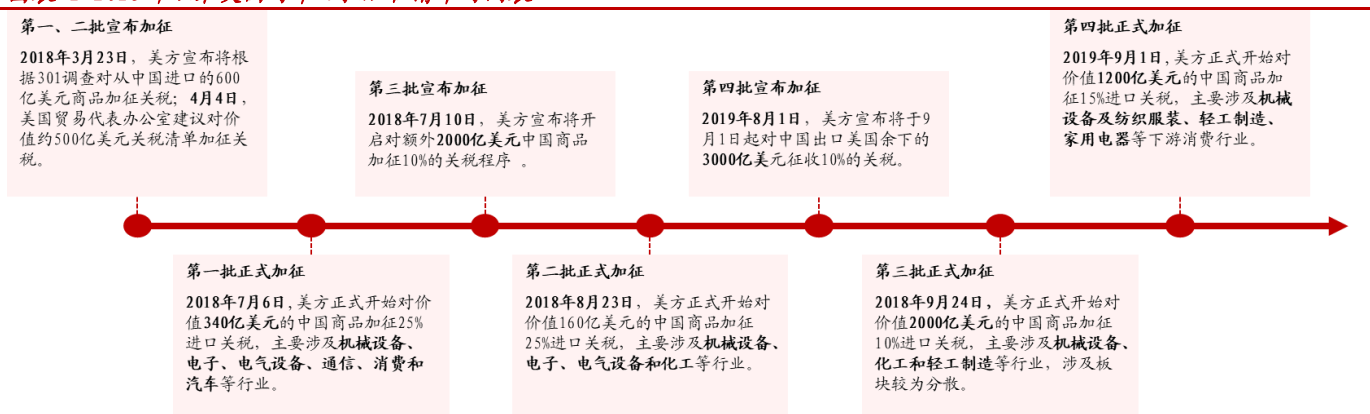 第一、二批宣布加征
2018年3月23日，美方宣布将根
据301调查对从中国进口的600
亿美元商品加征关税；4月4日，
美国贸易代表办公室建议对价
值约500亿美元关税清单加征关
税。
第三批宣布加征
2018年7月10日，美方宣布将开
启对额外2000亿美元中国商品
加征10%的关税程序 。
第四批宣布加征
2019年8月1日，美方宣布将于9
月1日起对中国出口美国余下的
3000亿美元征收10%的关税。
第四批正式加征
2019年9月1日,美方正式开始对
价值1200亿美元的中国商品加
征15%进口关税，主要涉及机械
设备及纺织服装、轻工制造、
家用电器等下游消费行业。
第一批正式加征
2018年7月6日,美方正式开始对价
值340亿美元的中国商品加征25%
进口关税，主要涉及机械设备、
电子、电气设备、通信、消费和
汽车等行业。
第二批正式加征
2018年8月23日，美方正式开始对
价值160亿美元的中国商品加征
25%进口关税，主要涉及机械设备、
电子、电气设备和化工等行业。
第三批正式加征
2018年9月24日，美方正式开始对
价值2000亿美元的中国商品加征
10%进口关税，主要涉及机械设备、
化工和轻工制造等行业，涉及板
块较为分散。